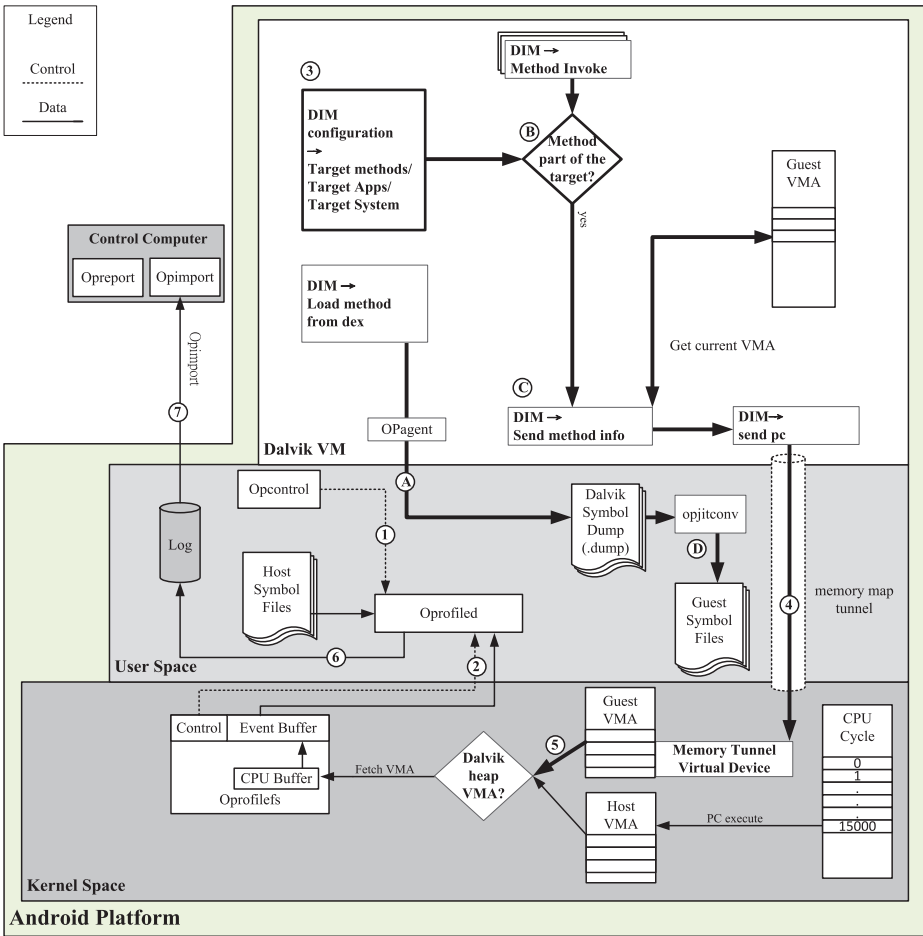 Legend
Control
Data
3
DIM →
Method Invoke
DIM
configuration
→
Target methods/
Target Apps/
Target System
B
Method
part of the
target?
yes
Guest
VMA
Control Computer
Opreport
Opimport
DIM →
Load method
from dex
Get current VMA
Opimport
7
C
DIM →
Send method info
DIM→
send pc
OPagent
Dalvik VM
A
Opcontrol
Dalvik
Symbol
Dump
(.dump)
opjitconv
D
1
Log
Host
Symbol
Files
Oprofiled
Guest
Symbol
Files
4
memory map
tunnel
6
2
User Space
Control
Event Buffer
CPU Buffer
Oprofilefs
Fetch VMA
Dalvik
heap
VMA?
5
Guest
VMA
Memory Tunnel
Virtual Device
CPU
Cycle
0
1
.
.
.
15000
Host
VMA
PC execute
Kernel Space
Android Platform